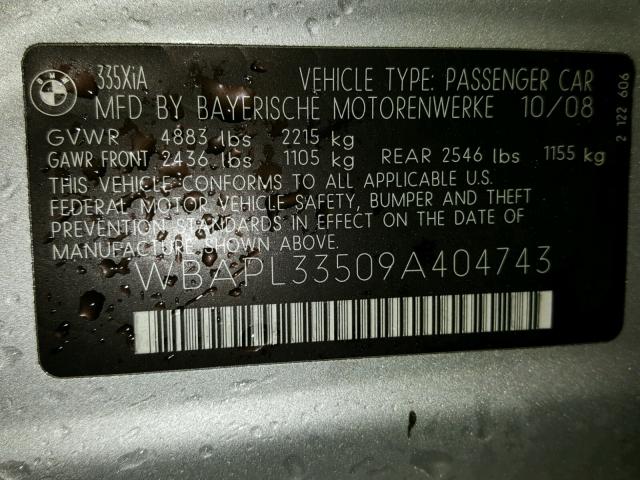 BMW
335XiA VEHICLE TYPE: PASSENGER CAR
MFD BY BAYERISCHE MOTORENWERKE 10/08
GVWR 4883 lbs 2215 kg
GAWR FRONT 2436 lbs 1105 kg REAR 2546 lbs 1155 kg
THIS VEHICLE CONFORMS TO ALL APPLICABLE U.S.
FEDERAL MOTOR VEHICLE SAFETY, BUMPER AND THEFT
PREVENTION STANDARDS IN EFFECT ON THE DATE OF
MANUFACTURE SHOWN ABOVE.
WBAPL33509A404743
2 122 606